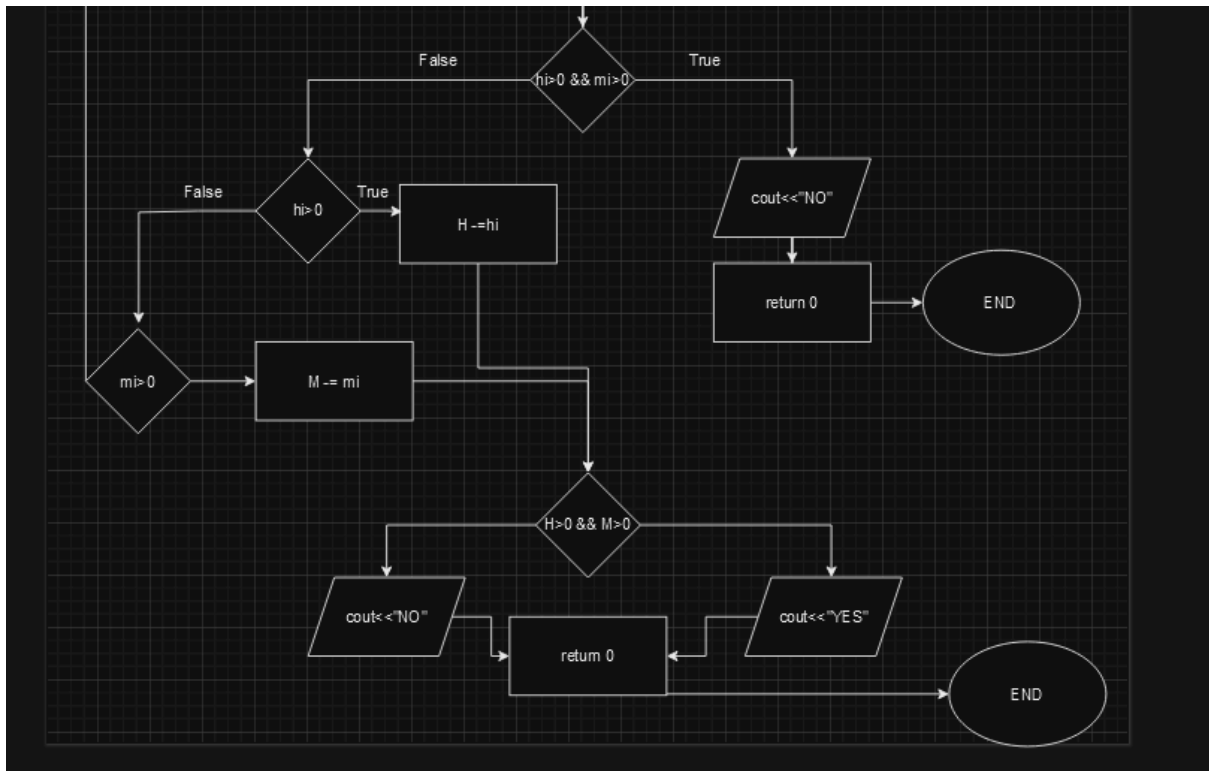 False
True
hi>0 && mi>0
False
True
hi>0
H -=hi
cout<<"NO"
return 0
END
mi>0
M -= mi
H>0 && M>0
cout<<"NO"
cout<<"YES"
return 0
END